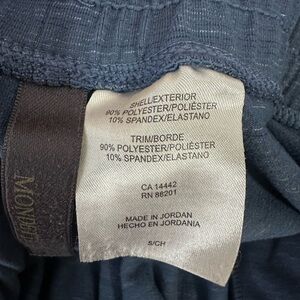 SHELL/EXTERIOR
90% POLYESTER/POLIÉSTER
10% SPANDEX/ELASTANO
TRIM/BORDE
90% POLYESTER/POLIÉSTER
10% SPANDEX/ELASTANO
CA 14442
RN 86201
MADE IN JORDAN
HECHO EN JORDANIA
S/CH